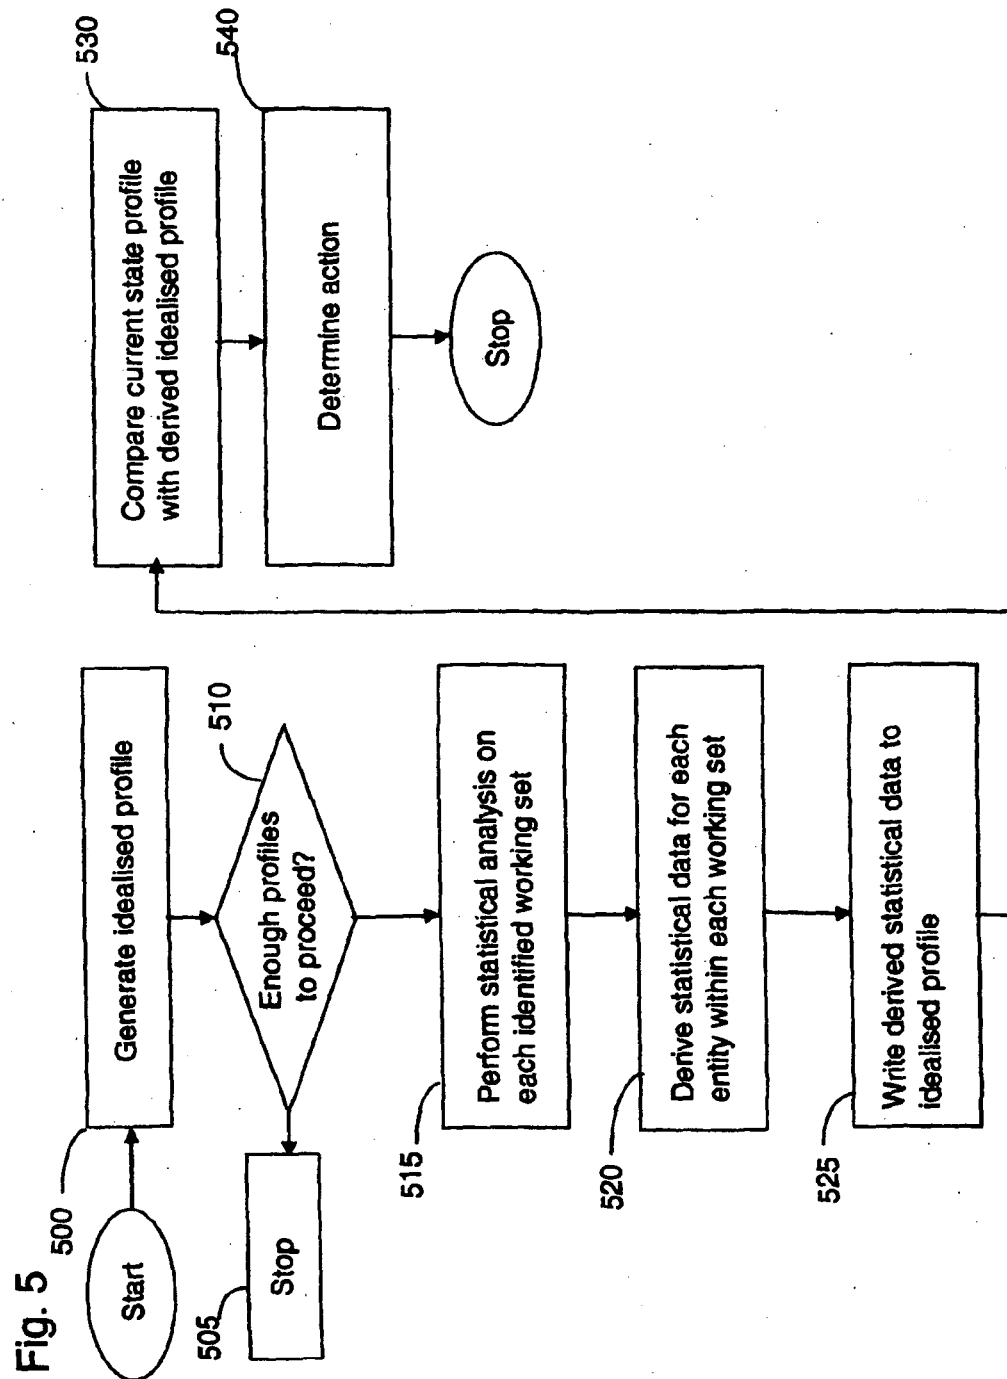 Fig. 5
Start
500
Generate idealised profile
510
Enough profiles
to proceed?
505
Stop
515
Perform statistical analysis on
each identified working set
520
Derive statistical data for each
entity within each working set
525
Write derived statistical data to
idealised profile
530
Compare current state profile
with derived idealised profile
540
Determine action
Stop